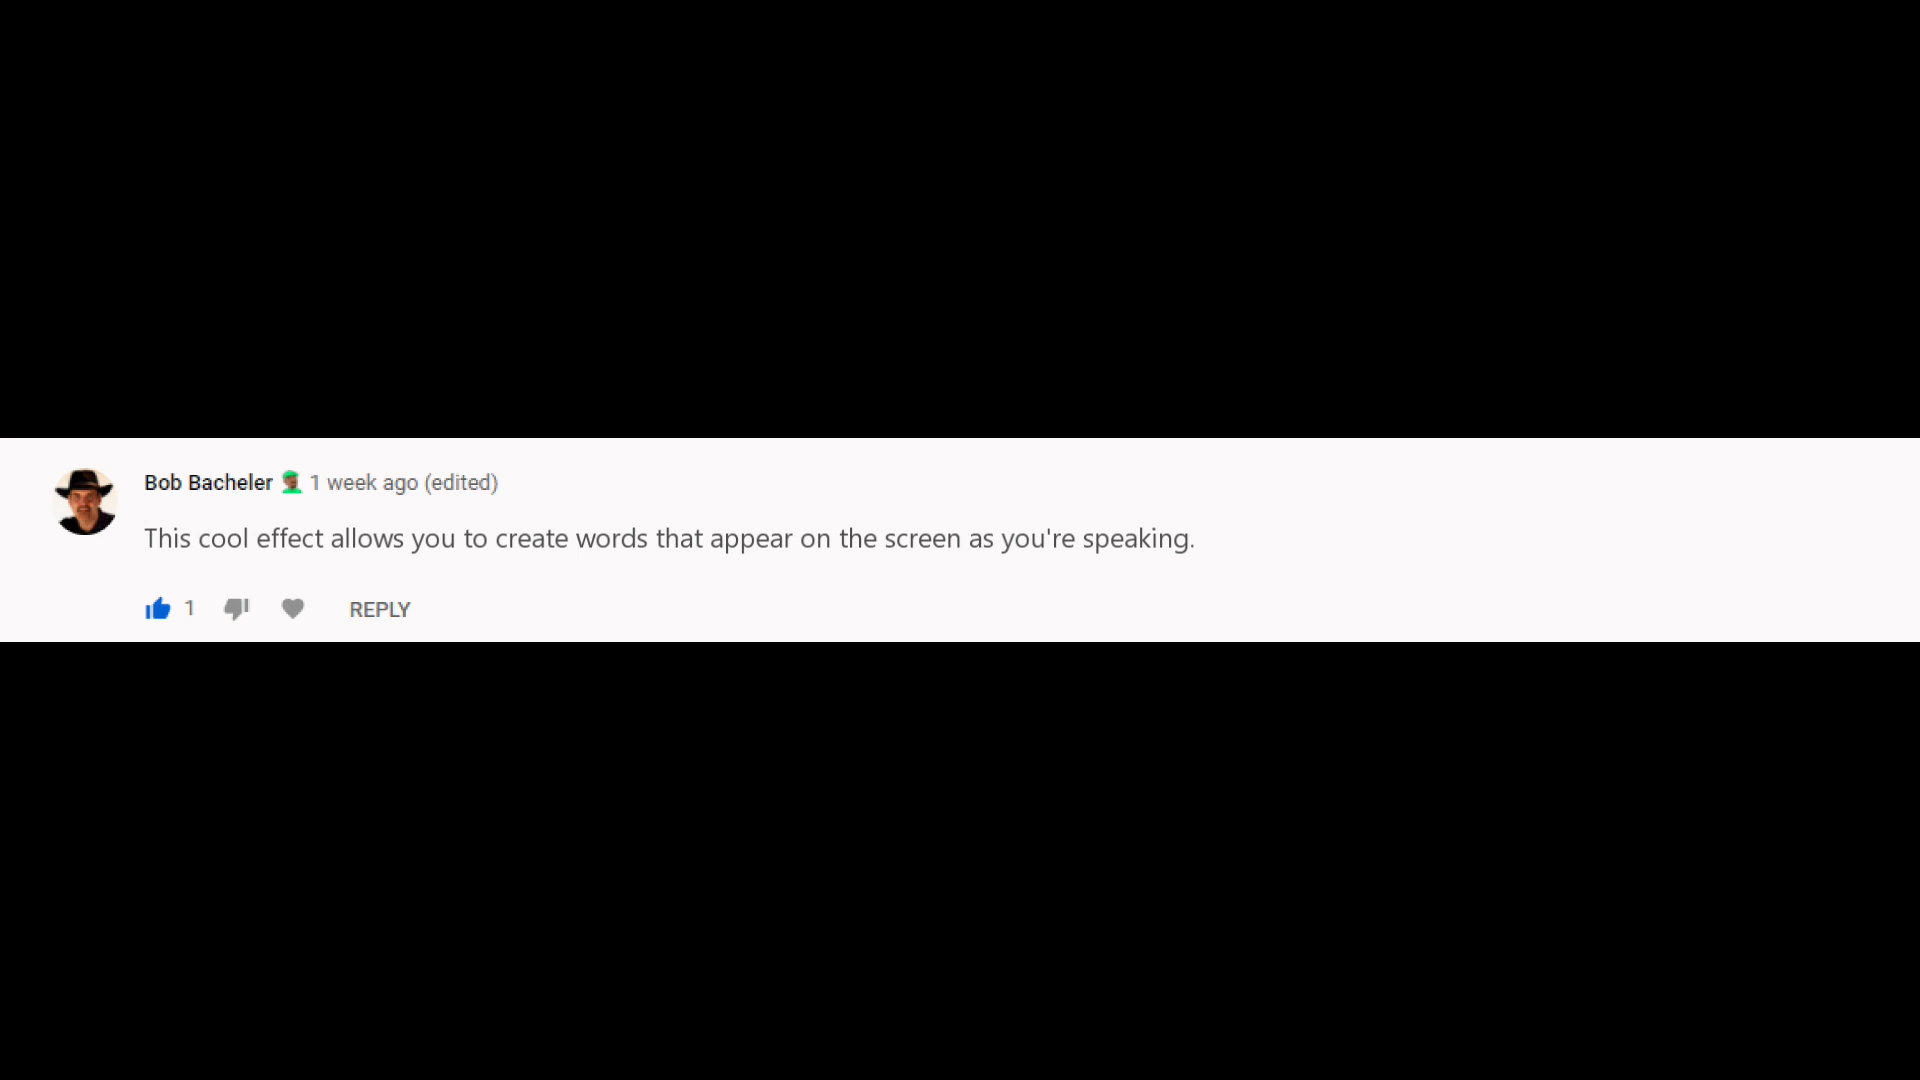 Bob Bacheler 1 week ago (edited)
This cool effect allows you to create words that appear on the screen as you're speaking.
1 REPLY